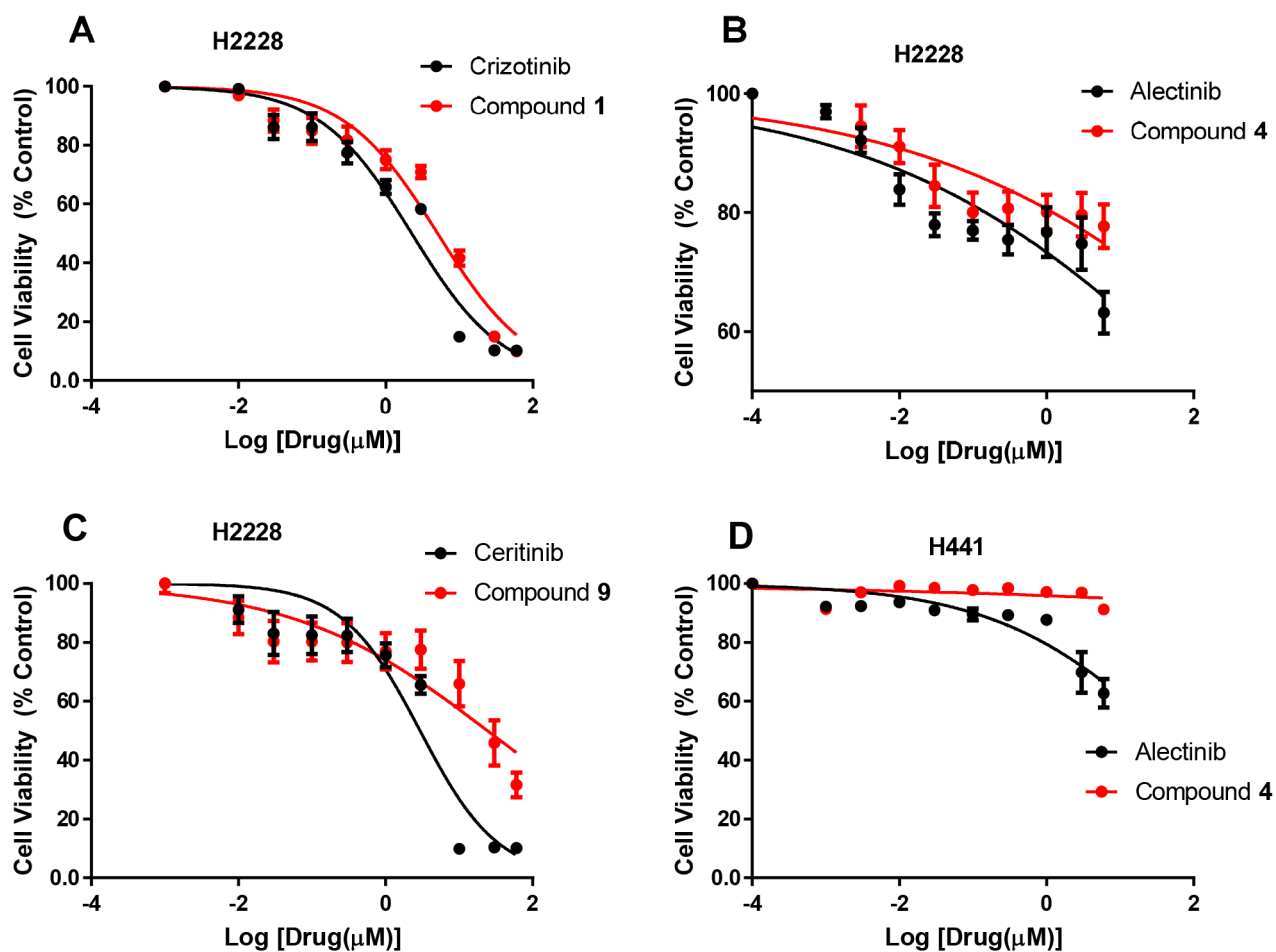 A
H2228
Crizotinib
Compound 1
100
80
60
40
20
0.0
-4
-2
0
2
Cell Viability (% Control)
Log [Drug(μM)]
B
H2228
Alectinib
Compound 4
100
80
60
-4
-2
0
2
Cell Viability (% Control)
Log [Drug(μM)]
C
H2228
Ceritinib
Compound 9
100
80
60
40
20
0.0
-4
-2
0
2
Cell Viability (% Control)
Log [Drug(μM)]
D
H441
100
80
60
40
20
0.0
Alectinib
Compound 4
-4
-2
0
2
Cell Viability (% Control)
Log [Drug(μM)]